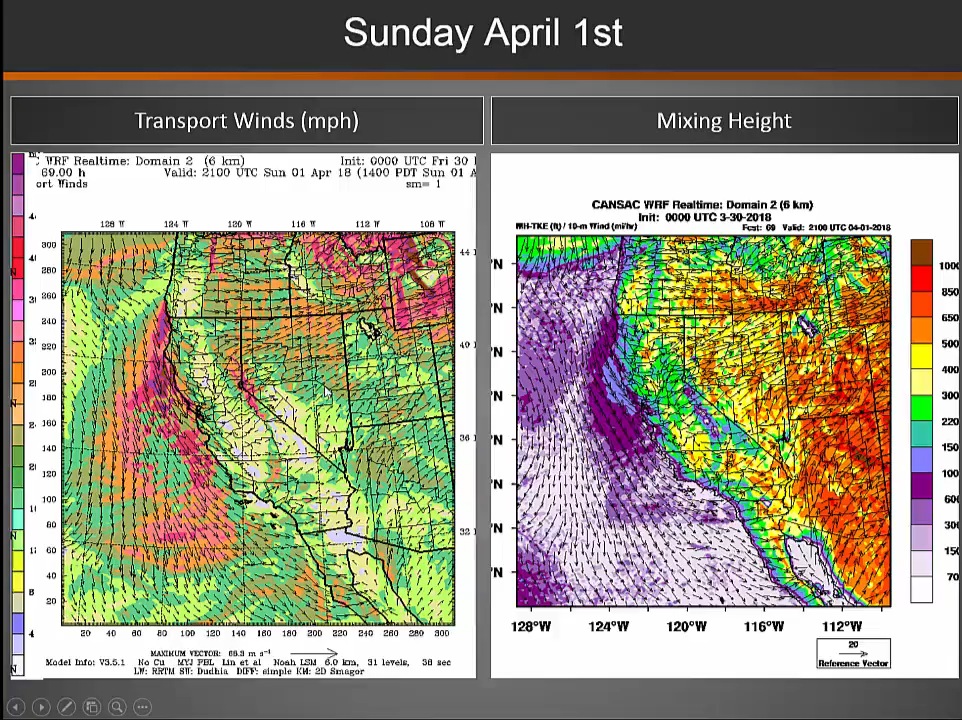 Sunday April 1st
Transport Winds (mph)
Mixing Height
WRF Realtime: Domain 2 (6 km) Init: 0000 UTC Fri 30
69.00 h Valid: 2100 UTC Sun 01 Apr 18 (1400 PDT Sun 01 A
ort Winds sm= 1
128 W 124 W 120 W 116 W 112 W 108 W
300
280
260
240
220
200
180
160
140
120
100
80
60
40
20
44
40
36
32
20 40 60 80 100 120 140 160 180 200 220 240 260 280 300
MAXIMUM VECTOR: m s⁻¹
Model Info: V3.5.1 No Cu MYJ PBL Lin et al Noah LSM 6.0 km, 31 levels, 36 sec
LW: RRTM SW: Dudhia DIFF: simple KM: 2D Smagor
CANSAC WRF Realtime: Domain 2 (6 km)
Init: 0000 UTC 3-30-2018
MH-TKE (ft) / 10-m Wind (mi/hr) Fcst: 69 Valid: 2100 UTC 04-01-2018
°N
°N
°N
°N
°N
°N
°N
°N
128°W 124°W 120°W 116°W 112°W
1000
850
650
500
400
300
220
150
100
600
300
150
70
20
Reference Vector